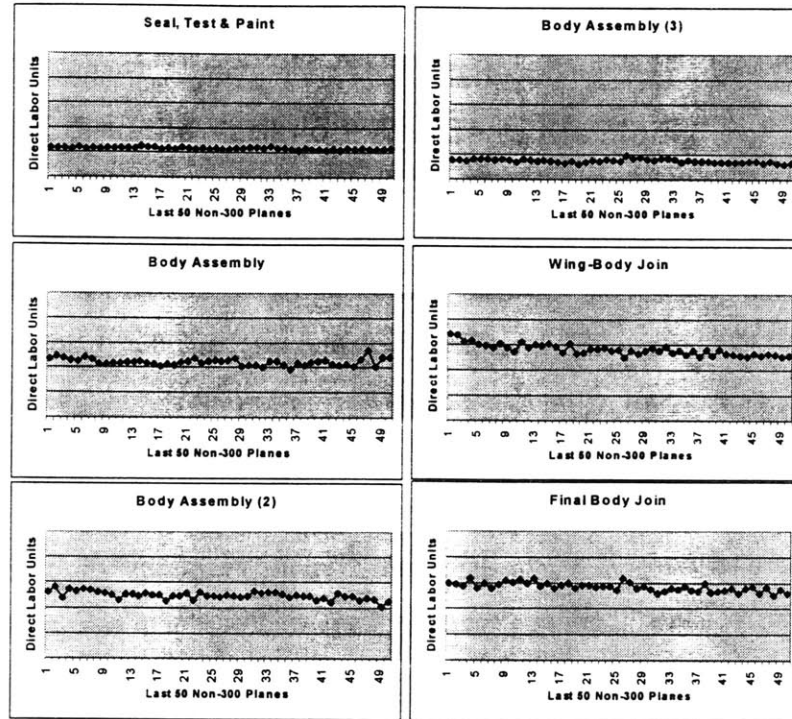 Seal, Test & Paint
Direct Labor Units
1 5 9 13 17 21 25 29 33 37 41 45 49
Last 50 Non-300 Planes
Body Assembly (3)
Direct Labor Units
1 5 9 13 17 21 25 29 33 37 41 45 49
Last 50 Non-300 Planes
Body Assembly
Direct Labor Units
1 5 9 13 17 21 25 29 33 37 41 45 49
Last 50 Non-300 Planes
Wing-Body Join
Direct Labor Units
1 5 9 13 17 21 25 29 33 37 41 45 49
Last 50 Non-300 Planes
Body Assembly (2)
Direct Labor Units
1 5 9 13 17 21 25 29 33 37 41 45 49
Last 50 Non-300 Planes
Final Body Join
Direct Labor Units
1 5 9 13 17 21 25 29 33 37 41 45 49
Last 50 Non-300 Planes